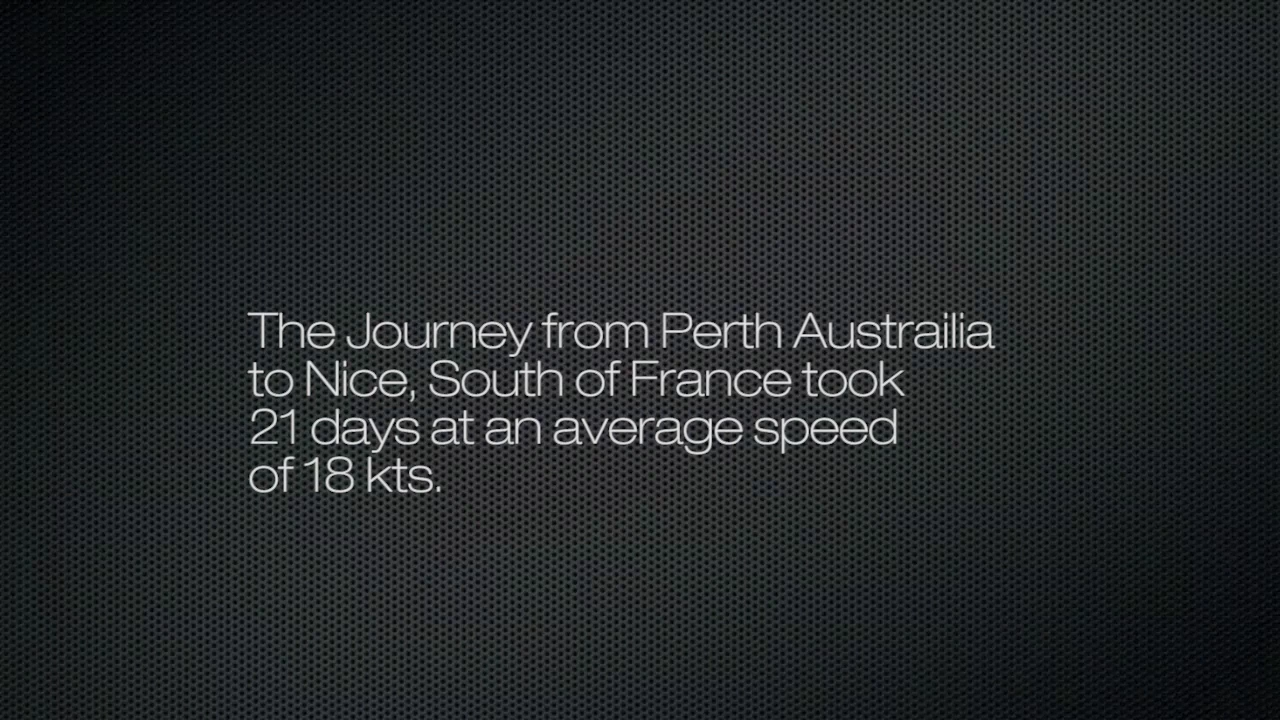 The Journey from Perth Austrailia
to Nice, South of France took
21 days at an average speed
of 18 kts.